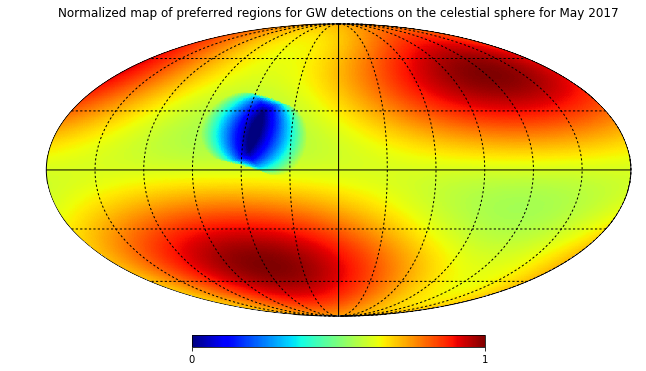 Normalized map of preferred regions for GW detections on the celestial sphere for May 2017
0 1